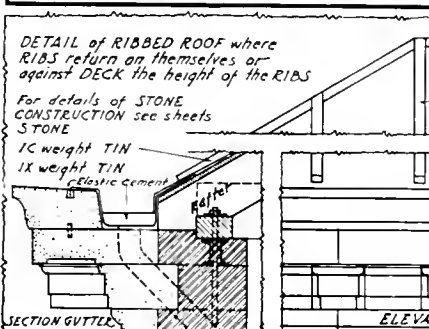 DETAIL of RIBBED ROOF where
RIBS return on themselves or
against DECK the height of the RIBS
For details of STONE
CONSTRUCTION see sheets
STONE
IC weight TIN
IX weight TIN
Elastic Cement
Rafter
SECTION GUTTER
ELEVA